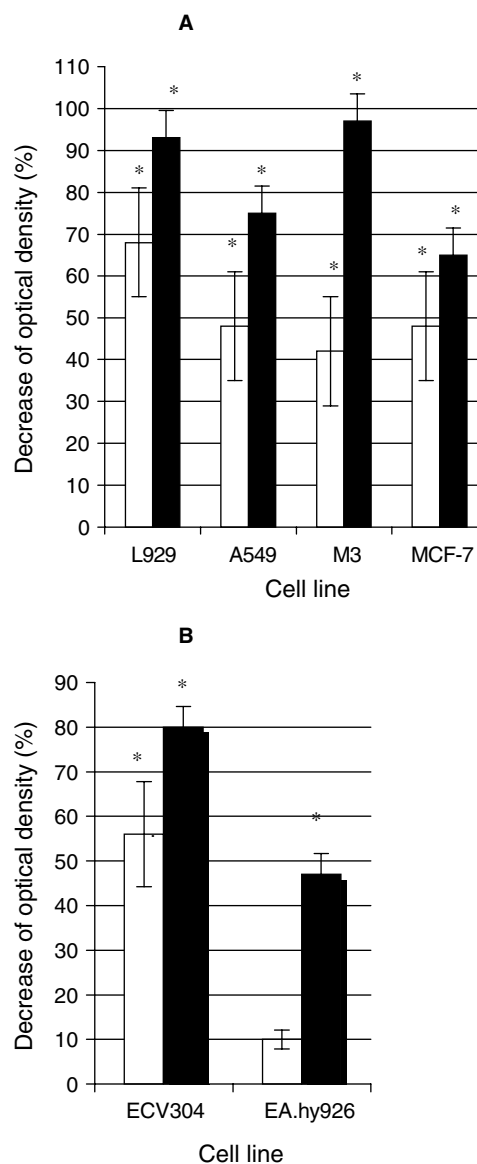 A
Decrease of optical density (%)
110
100
90
80
70
60
50
40
30
20
10
0
* * * * * * * *
L929 A549 M3 MCF-7
Cell line
B
Decrease of optical density (%)
90
80
70
60
50
40
30
20
10
0
* * *
ECV304 EA.hy926
Cell line